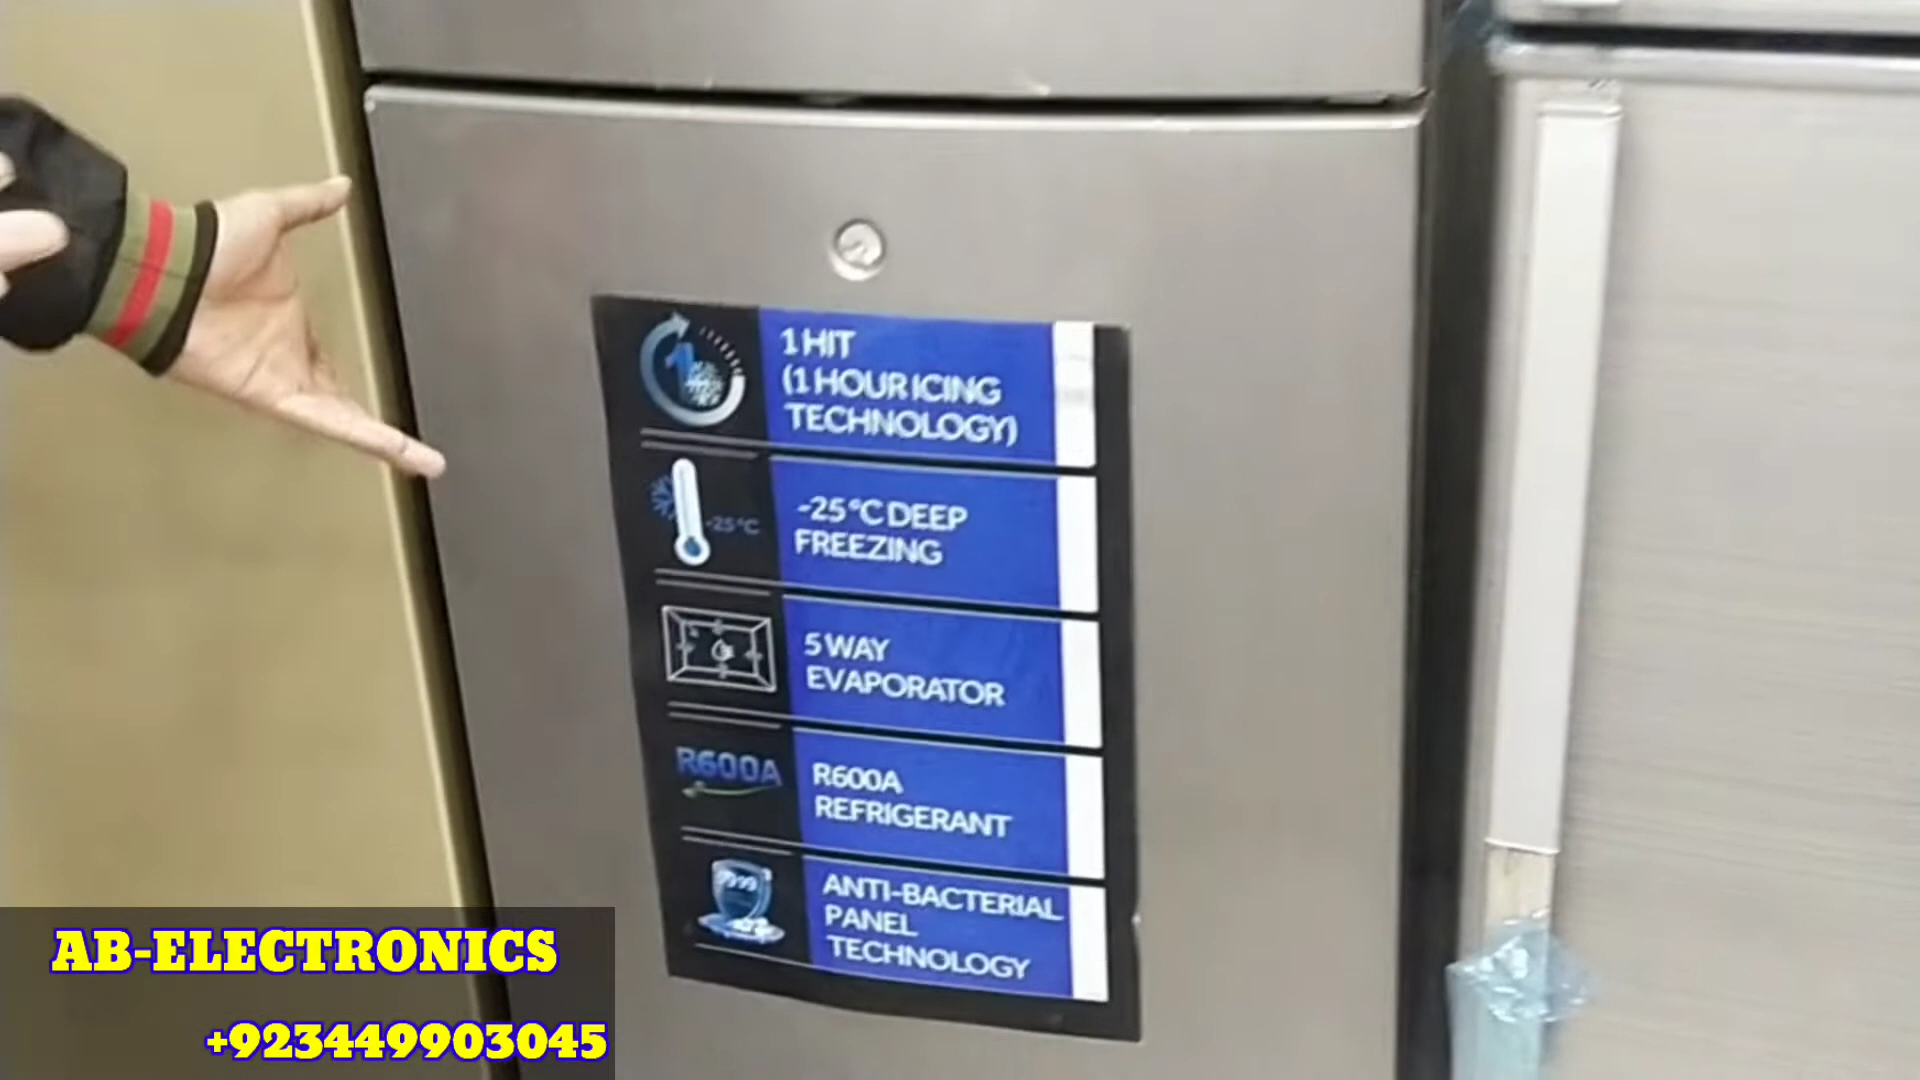 1 HIT
(1 HOUR ICING
TECHNOLOGY)
-25°C
-25°C DEEP
FREEZING
5 WAY
EVAPORATOR
R600A
R600A
REFRIGERANT
ANTI-BACTERIAL
PANEL
TECHNOLOGY
AB-ELECTRONICS
+923449903045